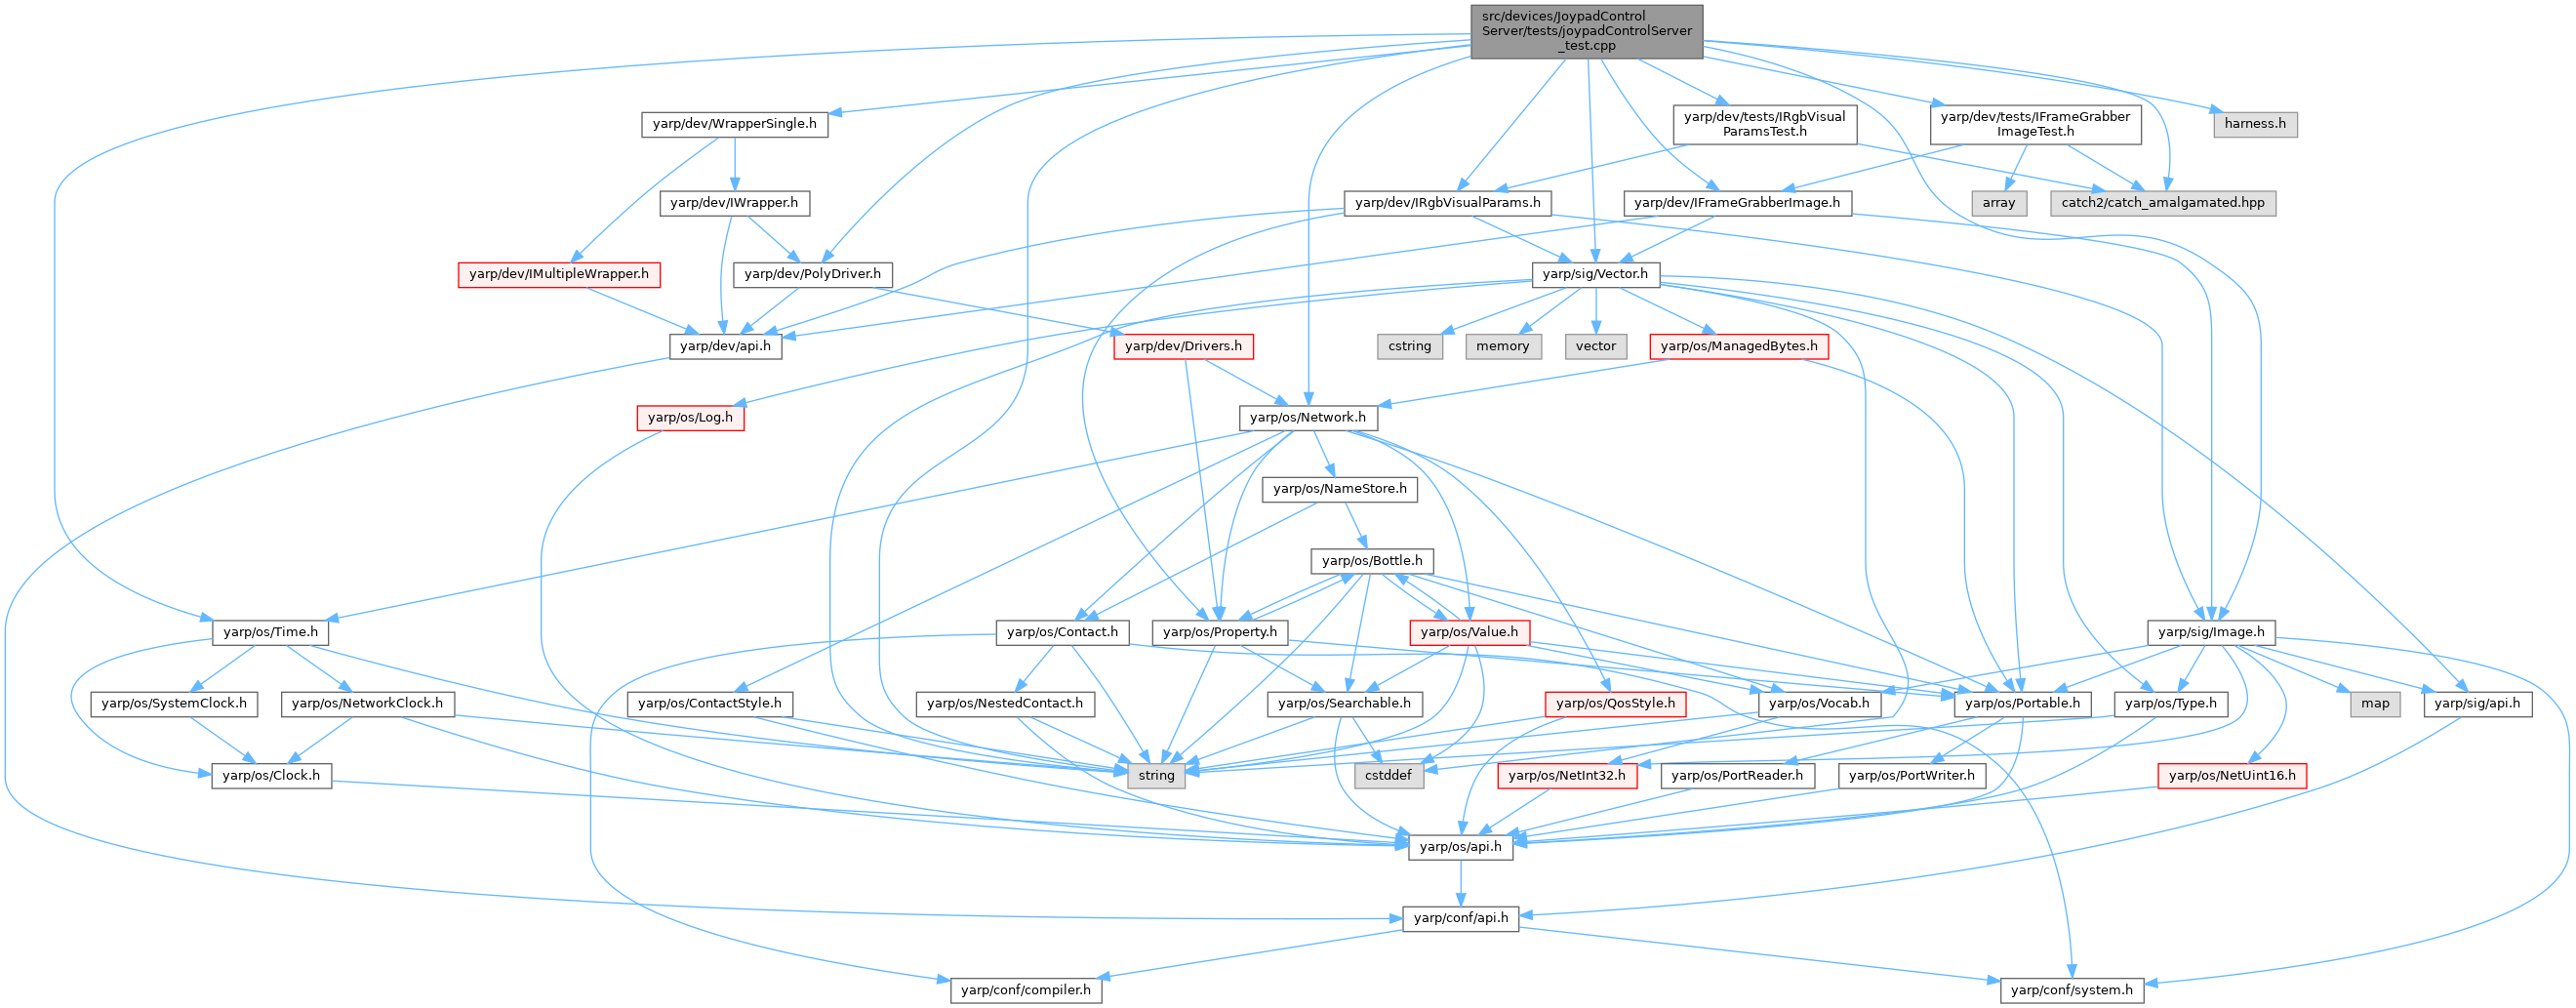 src/devices/JoypadControl
Server/tests/joypadControlServer
_test.cpp
yarp/dev/WrapperSingle.h
yarp/dev/tests/IRgbVisual
ParamsTest.h
yarp/dev/tests/IFrameGrabber
ImageTest.h
harness.h
yarp/dev/IWrapper.h
yarp/dev/IRgbVisualParams.h
yarp/dev/IFrameGrabberImage.h
array
catch2/catch_amalgamated.hpp
yarp/dev/IMultipleWrapper.h
yarp/dev/PolyDriver.h
yarp/sig/Vector.h
yarp/dev/api.h
yarp/dev/Drivers.h
cstring
memory
vector
yarp/os/ManagedBytes.h
yarp/os/Log.h
yarp/os/Network.h
yarp/os/NameStore.h
yarp/os/Bottle.h
yarp/os/Time.h
yarp/os/Contact.h
yarp/os/Property.h
yarp/os/Value.h
yarp/sig/Image.h
yarp/os/SystemClock.h
yarp/os/NetworkClock.h
yarp/os/ContactStyle.h
yarp/os/NestedContact.h
yarp/os/Searchable.h
yarp/os/QosStyle.h
yarp/os/Vocab.h
yarp/os/Portable.h
yarp/os/Type.h
map
yarp/sig/api.h
yarp/os/Clock.h
string
cstddef
yarp/os/NetInt32.h
yarp/os/PortReader.h
yarp/os/PortWriter.h
yarp/os/NetUint16.h
yarp/os/api.h
yarp/conf/api.h
yarp/conf/compiler.h
yarp/conf/system.h